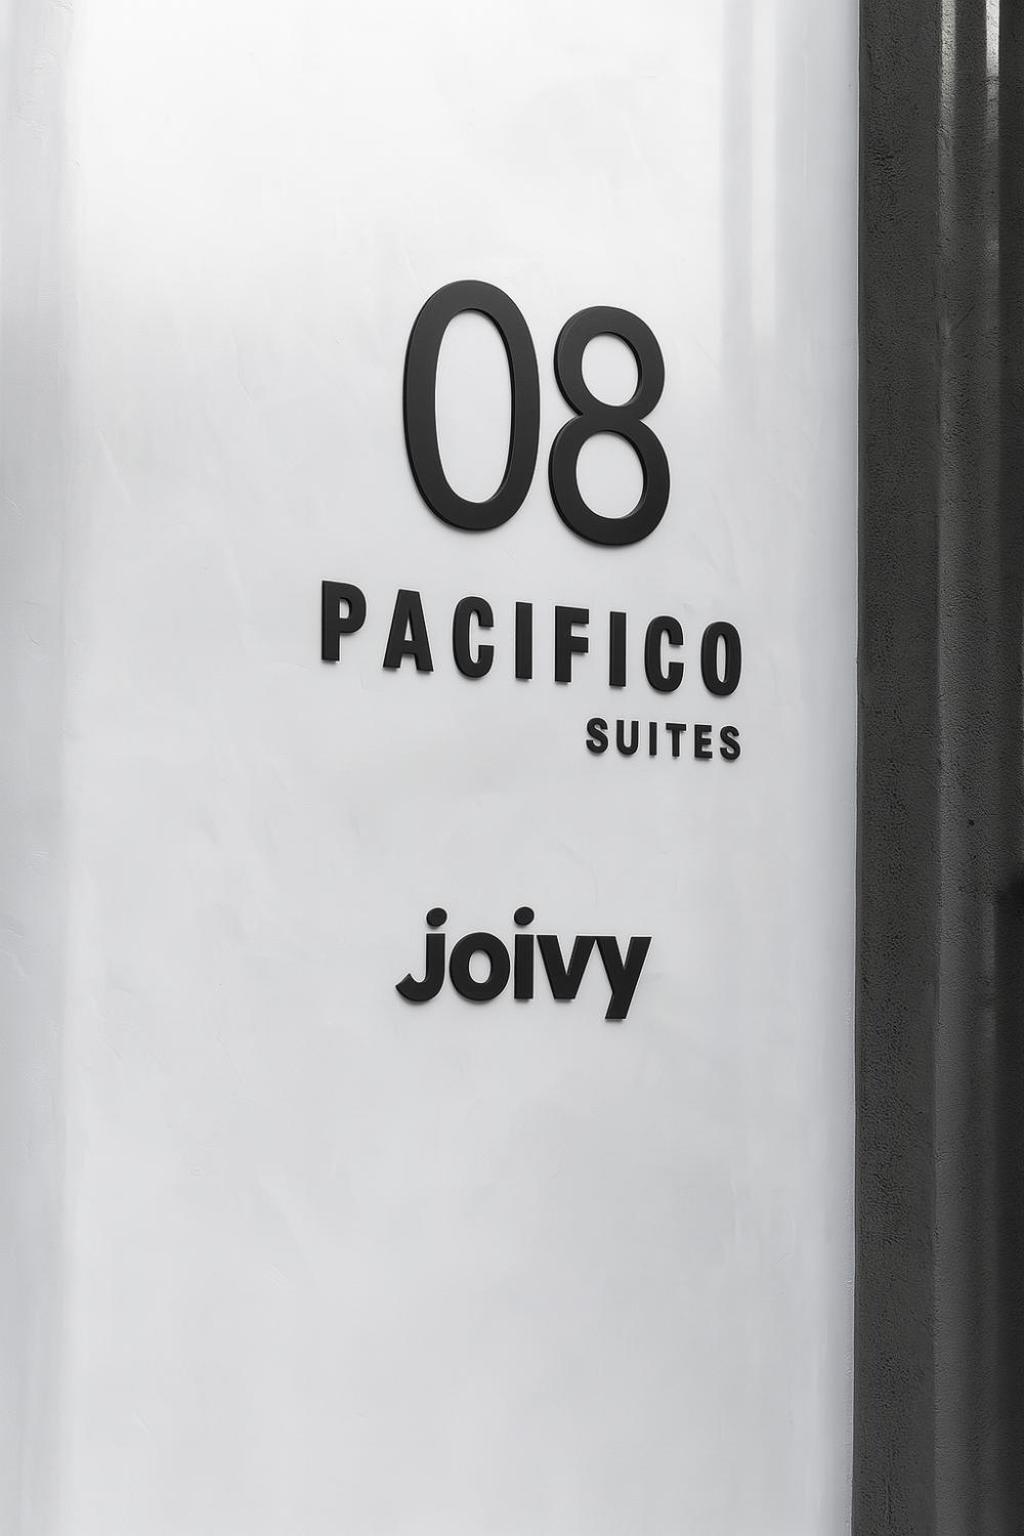 08
PACIFICO
SUITES
joivy